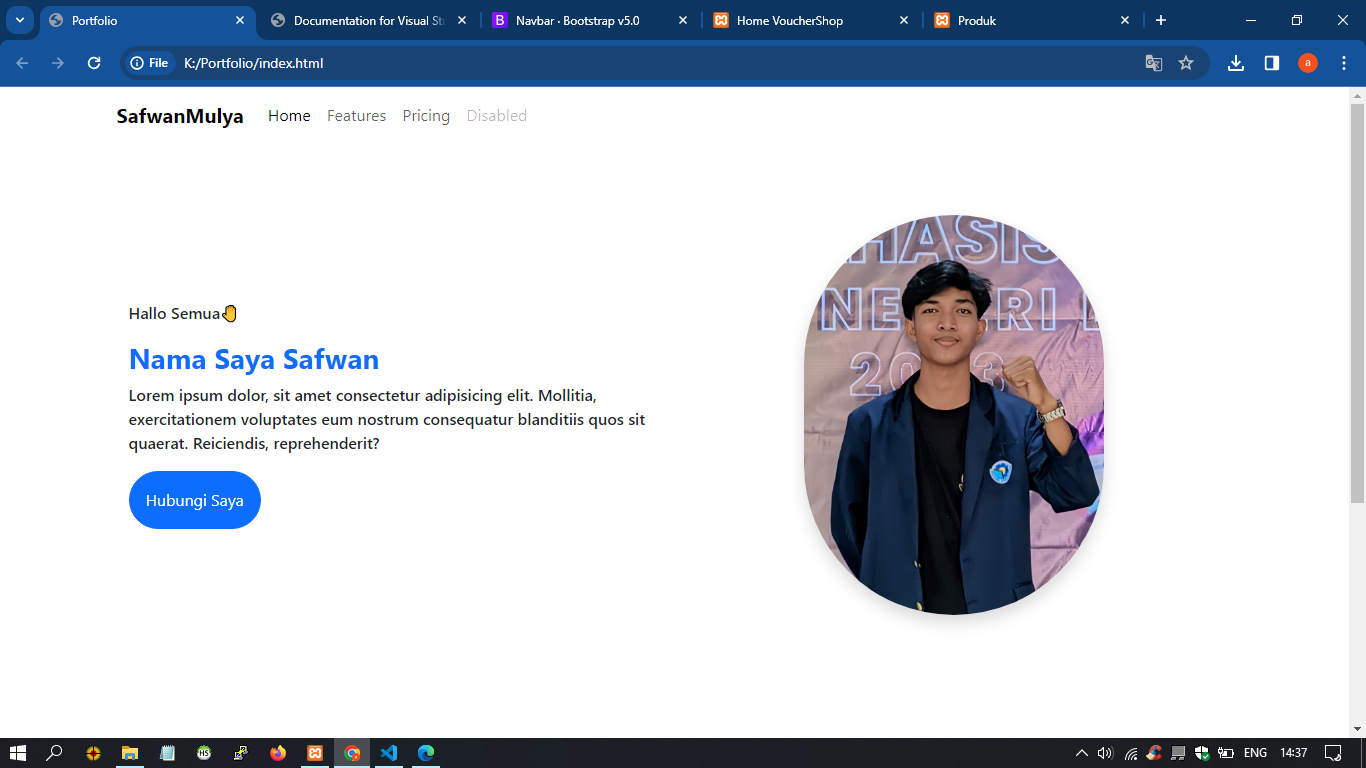 Portfolio
Documentation for Visual St
Navbar · Bootstrap v5.0
Home VoucherShop
Produk
File K:/Portfolio/index.html
a
SafwanMulya Home Features Pricing Disabled
Hallo Semua🤚
Nama Saya Safwan
Lorem ipsum dolor, sit amet consectetur adipisicing elit. Mollitia,
exercitationem voluptates eum nostrum consequatur blanditiis quos sit
quaerat. Reiciendis, reprehenderit?
Hubungi Saya
HASIS
NEGERI
2023
ENG 14:37